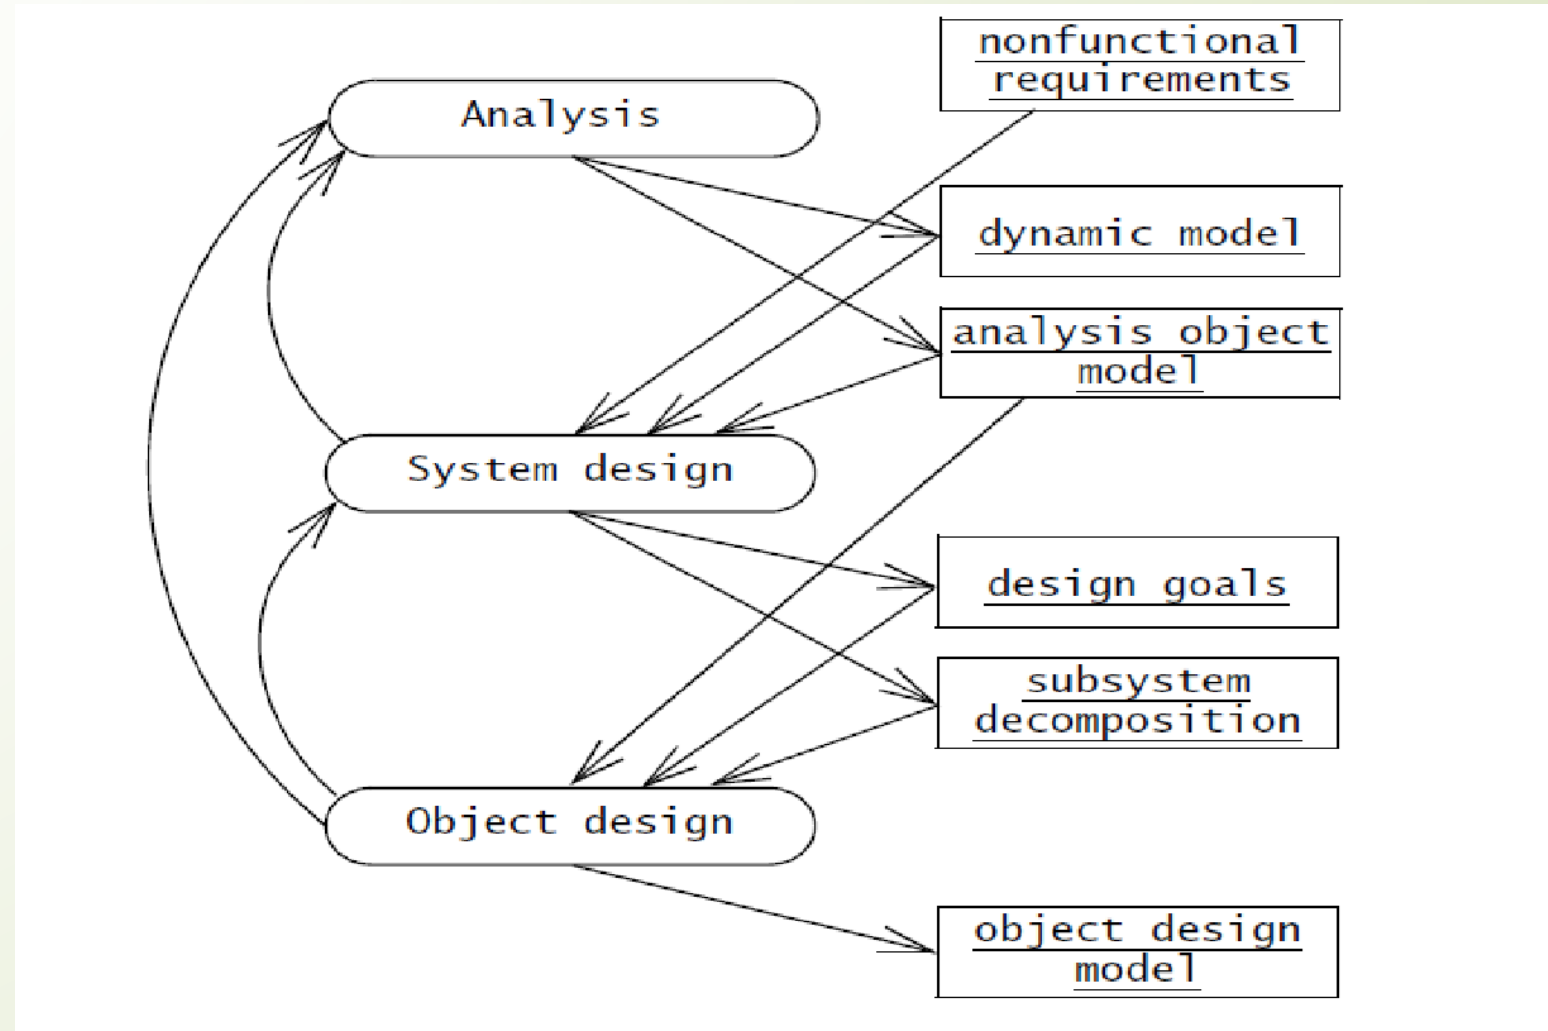 nonfunctional
requirements
Analysis
dynamic model
analysis object
model
System design
design goals
subsystem
decomposition
Object design
object design
model